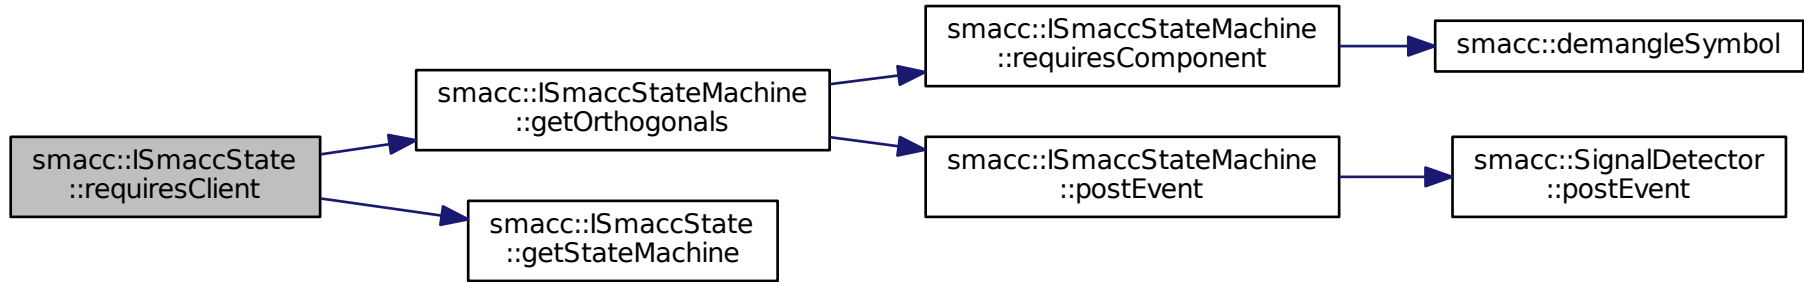 smacc::ISmaccState
::requiresClient
smacc::ISmaccStateMachine
::getOrthogonals
smacc::ISmaccState
::getStateMachine
smacc::ISmaccStateMachine
::requiresComponent
smacc::ISmaccStateMachine
::postEvent
smacc::demangleSymbol
smacc::SignalDetector
::postEvent